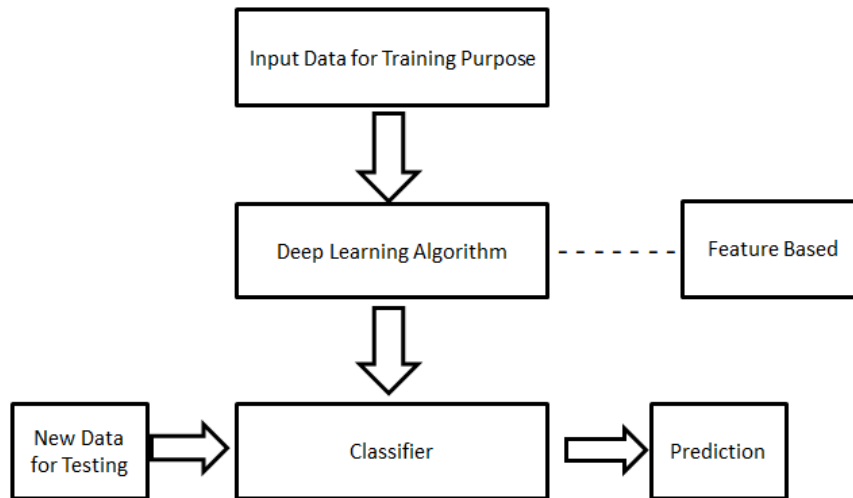 Input Data for Training Purpose
Deep Learning Algorithm
Feature Based
New Data
for Testing
Classifier
Prediction